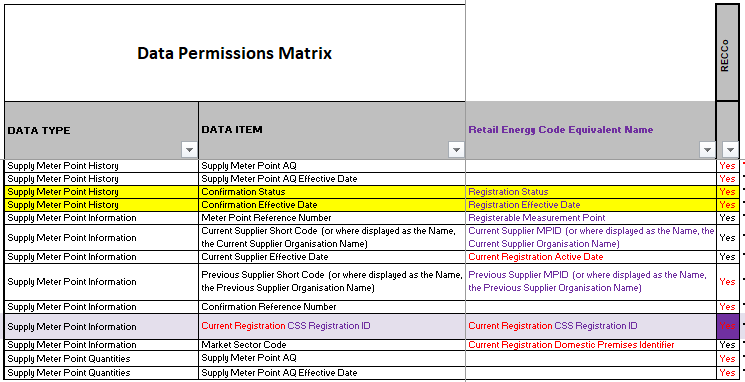 Data Permissions Matrix
RECCo
DATA TYPE DATA ITEM Retail Energy Code Equivalent Name
Supply Meter Point History Supply Meter Point AQ Yes
Supply Meter Point History Supply Meter Point AQ Effective Date Yes
Supply Meter Point History Confirmation Status Registration Status Yes
Supply Meter Point History Confirmation Effective Date Registration Effective Date Yes
Supply Meter Point Information Meter Point Reference Number Registerable Measurement Point Yes
Supply Meter Point Information Current Supplier Short Code (or where displayed as the Name, Current Supplier MPID (or where displayed as the Name, the Yes
the Current Supplier Organisation Name) Current Supplier Organisation Name)
Supply Meter Point Information Current Supplier Effective Date Current Registration Active Date Yes
Supply Meter Point Information Previous Supplier Short Code (or where displayed as the Name, Previous Supplier MPID (or where displayed as the Name, Yes
the Previous Supplier Organisation Name) the Previous Supplier Organisation Name)
Supply Meter Point Information Confirmation Reference Number Yes
Supply Meter Point Information Current Registration CSS Registration ID Current Registration CSS Registration ID Yes
Supply Meter Point Information Market Sector Code Current Registration Domestic Premises Identifier Yes
Supply Meter Point Quantities Supply Meter Point AQ Yes
Supply Meter Point Quantities Supply Meter Point AQ Effective Date Yes